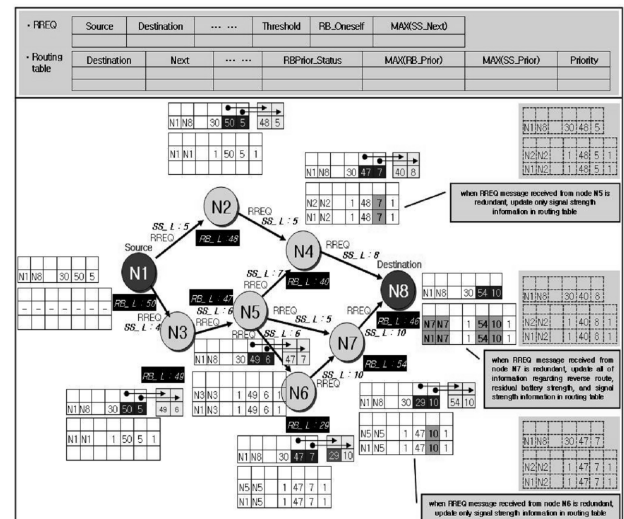 · RREQ
Source Destination ... ... Threshold RB_Oneself MAX(SS_Next)
· Routing table
Destination Next ... ... RBPrior_Status MAX(RB_Prior) MAX(SS_Prior) Priority
N1 N8 30 50 5 48 5
N1 N1 1 50 5 1
N1 N8 30 48 5
N2 N2 1 48 5 1
N1 N2 1 48 5 1
N1 N8 30 47 7 40 8
N2 N2 1 48 7 1
N1 N2 1 48 7 1
when RREQ message received from node N5 is
redundant, update only signal strength
information in routing table
RREQ
SS_L : 5
N2
RREQ
SS_L : 5
RB_L :48
RREQ
N4
SS_L : 8
RB_L :40
Source
N1
N1 N8 30 50 5
– – – – – – –
RB_L :50
RREQ
SS_L : 4
N3
RB_L :49
RB_L :47
SS_L : 6
RREQ
N5
SS_L : 7
RREQ
RREQ
SS_L : 5
SS_L : 6
RREQ
N6
RB_L :29
RREQ
SS_L : 10
N7
RB_L :54
RREQ
SS_L : 10
Destination
N8
RB_L :46
N1 N8 30 54 10
N7 N7 1 54 10 1
N1 N7 1 54 10 1
N1 N8 30 40 8
N2 N2 1 40 8 1
N1 N2 1 40 8 1
when RREQ message received from
node N7 is redundant, update all of
information regarding reverse route,
residual battery strength, and signal
strength information in routing table
N1 N8 30 49 6 47 7
N3 N3 1 49 6 1
N1 N3 1 49 6 1
N1 N8 30 50 5 49 6
N1 N1 1 50 5 1
N1 N8 30 47 7 29 10
N5 N5 1 47 7 1
N1 N5 1 47 7 1
N1 N8 30 29 10 54 10
N5 N5 1 47 10 1
N1 N5 1 47 10 1
N1 N8 30 47 7
N2 N2 1 47 7 1
N1 N2 1 47 7 1
when RREQ message received from node N6 is redundant,
update only signal strength information in routing table